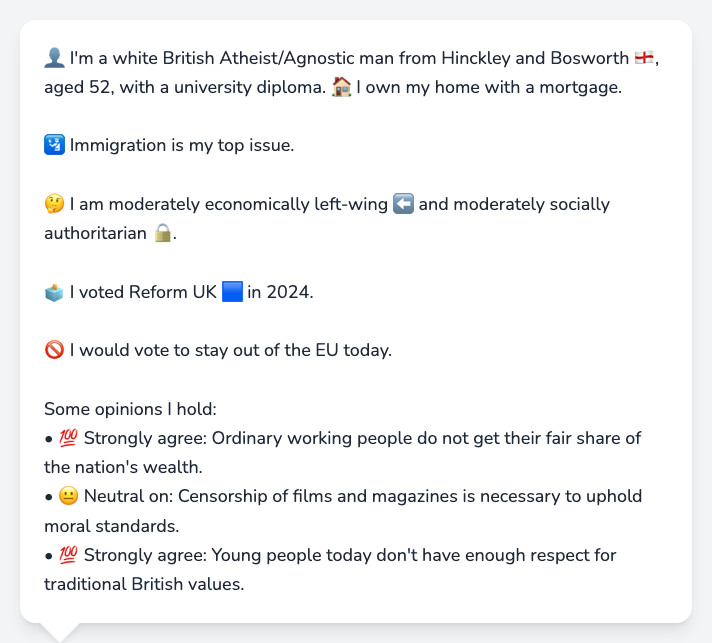 👤 I'm a white British Atheist/Agnostic man from Hinckley and Bosworth 🏴󠁧󠁢󠁥󠁮󠁧󠁿,
aged 52, with a university diploma. 🏠 I own my home with a mortgage.
🛂 Immigration is my top issue.
🤔 I am moderately economically left-wing ⬅️ and moderately socially
authoritarian 🔒.
🗳️ I voted Reform UK 🟦 in 2024.
🚫 I would vote to stay out of the EU today.
Some opinions I hold:
• 💯 Strongly agree: Ordinary working people do not get their fair share of
the nation's wealth.
• 😐 Neutral on: Censorship of films and magazines is necessary to uphold
moral standards.
• 💯 Strongly agree: Young people today don't have enough respect for
traditional British values.